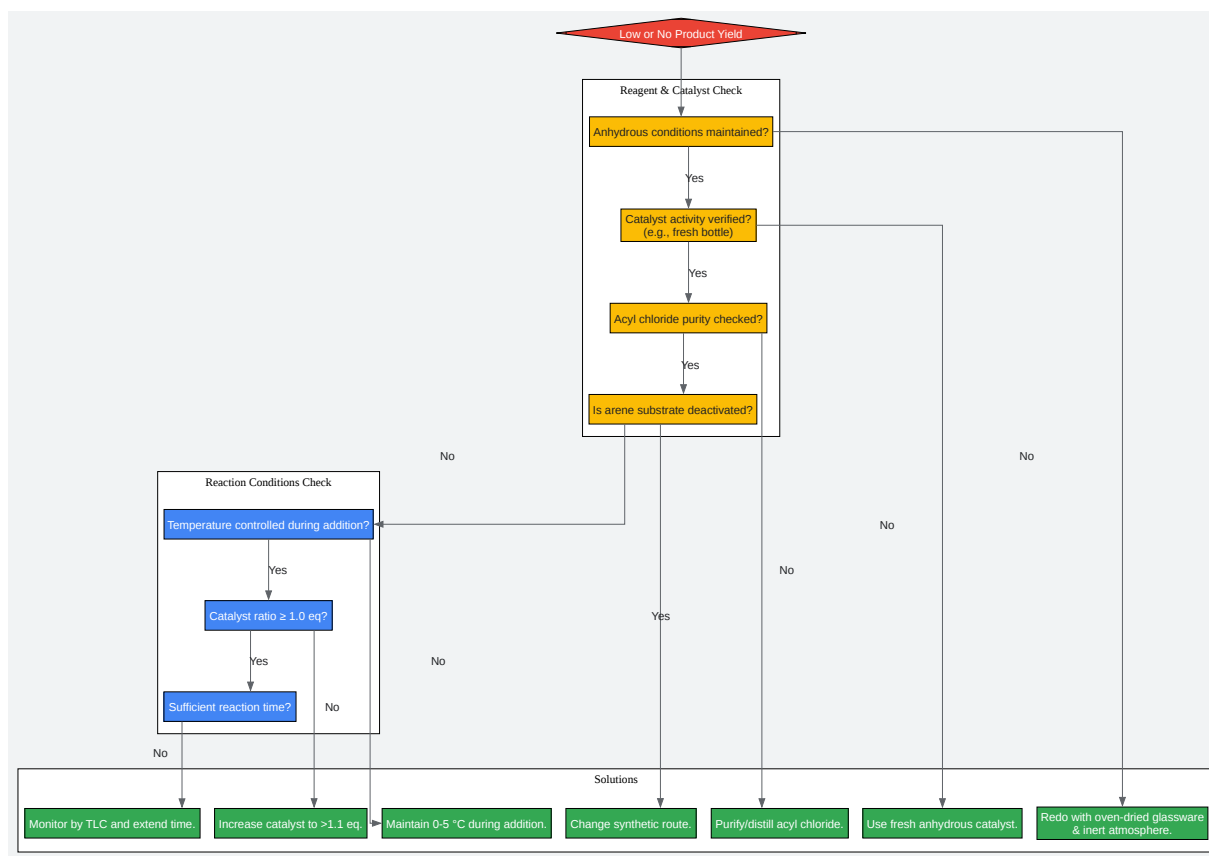 Low or No Product Yield
Reagent & Catalyst Check
Anhydrous conditions maintained?
Yes
Catalyst activity verified?
(e.g., fresh bottle)
Yes
Acyl chloride purity checked?
Yes
Is arene substrate deactivated?
No
No
Reaction Conditions Check
Temperature controlled during addition?
No
Yes
No
Catalyst ratio ≥ 1.0 eq?
Yes
Yes
No
Sufficient reaction time?
No
No
Solutions
Monitor by TLC and extend time.
Increase catalyst to >1.1 eq.
Maintain 0-5 °C during addition.
Change synthetic route.
Purify/distill acyl chloride.
Use fresh anhydrous catalyst.
Redo with oven-dried glassware
& inert atmosphere.